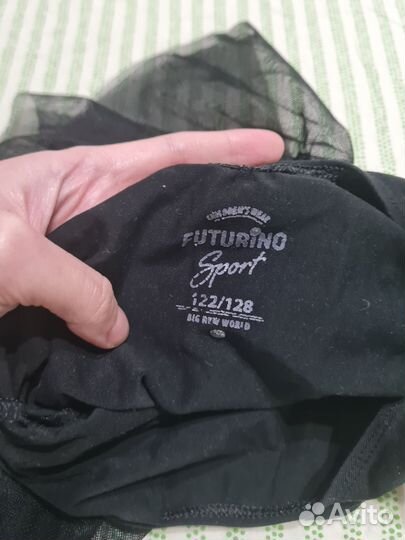 CHILDREN'S WEAR
FUTURINO
Sport
122/128
BIG NEW WORLD
Avito